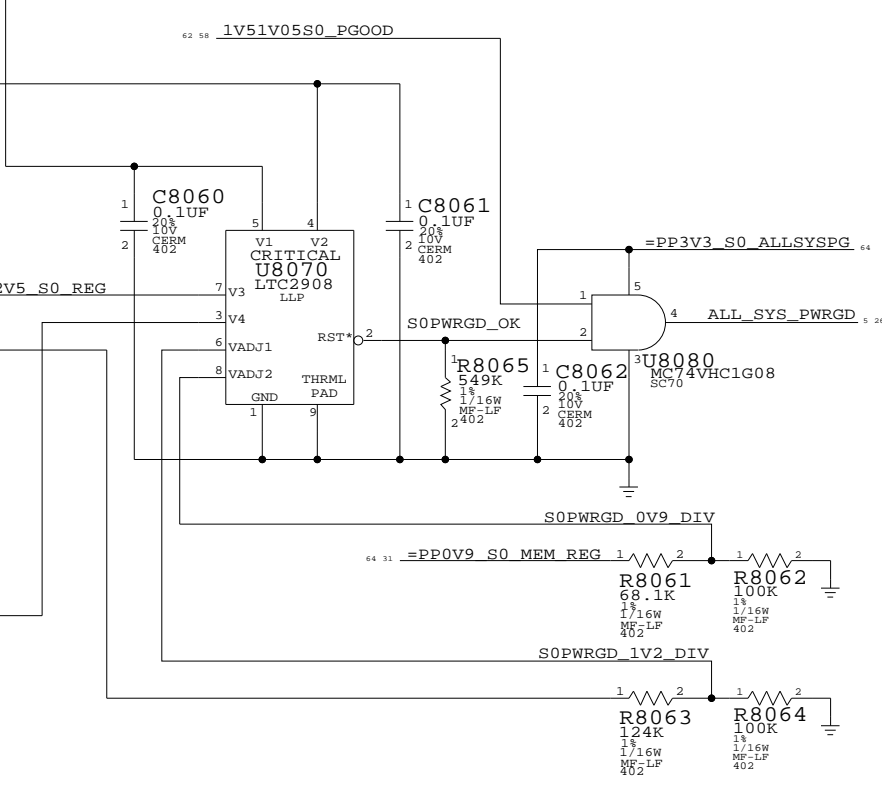 62 58 1V51V05S0_PGOOD
C8060
0.1UF
20%
10V
CERM
402
1
2
C8061
0.1UF
20%
10V
CERM
402
1
2
5 4
V1 V2
CRITICAL
U8070
LTC2908
LLP
2V5_S0_REG 7 V3
3 V4
6 VADJ1
8 VADJ2
RST* 2
THRML
PAD
GND
1 9
S0PWRGD_OK
=PP3V3_S0_ALLSYSPG 64
1
2
5
4
3
ALL_SYS_PWRGD 5 26
U8080
MC74VHC1G08
SC70
1
R8065
549K
1%
1/16W
MF-LF
402
2
1
C8062
0.1UF
20%
10V
CERM
402
2
S0PWRGD_0V9_DIV
64 31 =PP0V9_S0_MEM_REG 1 2 1 2
R8061
68.1K
1%
1/16W
MF-LF
402
R8062
100K
1%
1/16W
MF-LF
402
S0PWRGD_1V2_DIV
1 2 1 2
R8063
124K
1%
1/16W
MF-LF
402
R8064
100K
1%
1/16W
MF-LF
402